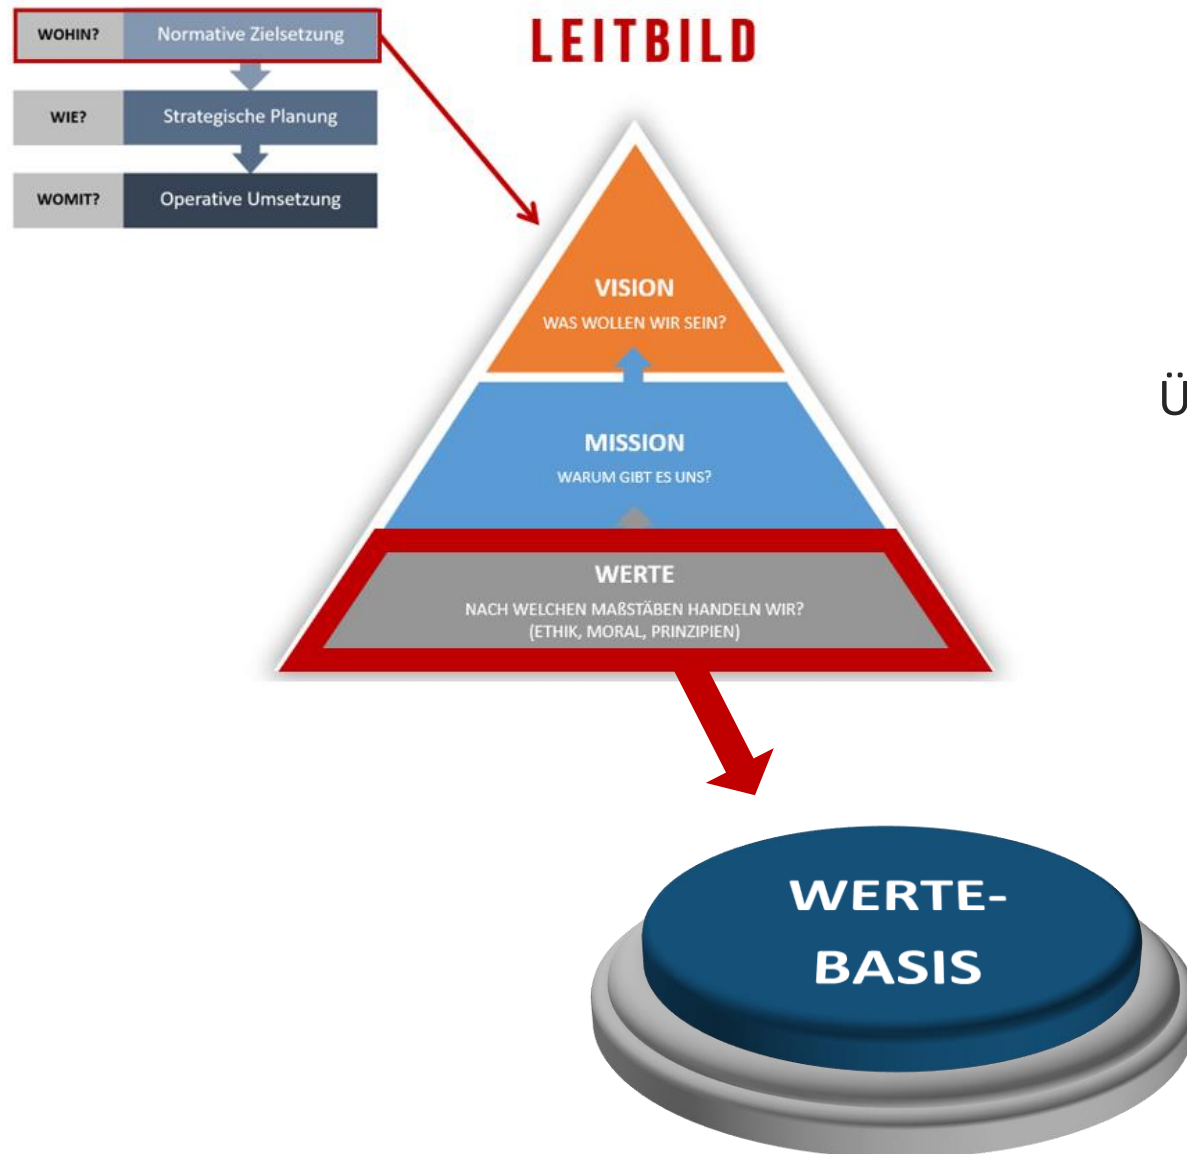 WOHIN? Normative Zielsetzung
WIE? Strategische Planung
WOMIT? Operative Umsetzung
LEITBILD
VISION
WAS WOLLEN WIR SEIN?
MISSION
WARUM GIBT ES UNS?
WERTE
NACH WELCHEN MAßSTÄBEN HANDELN WIR?
(ETHIK, MORAL, PRINZIPIEN)
Ü
WERTE-
BASIS